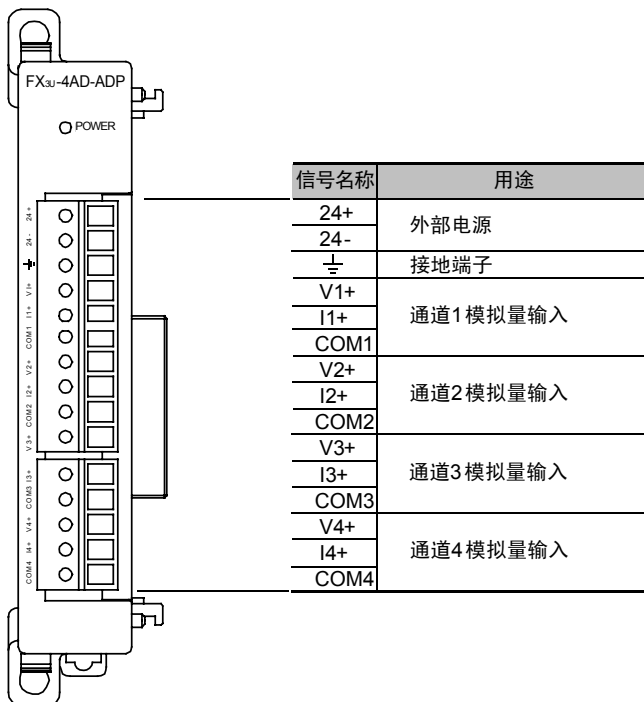 FX3U-4AD-ADP
POWER
24+
24-
⏚
V1+
I1+
COM1
V2+
I2+
COM2
V3+
I3+
COM3
V4+
I4+
COM4
信号名称 用途
24+ 外部电源
24-
⏚ 接地端子
V1+
I1+ 通道1模拟量输入
COM1
V2+
I2+ 通道2模拟量输入
COM2
V3+
I3+ 通道3模拟量输入
COM3
V4+
I4+ 通道4模拟量输入
COM4